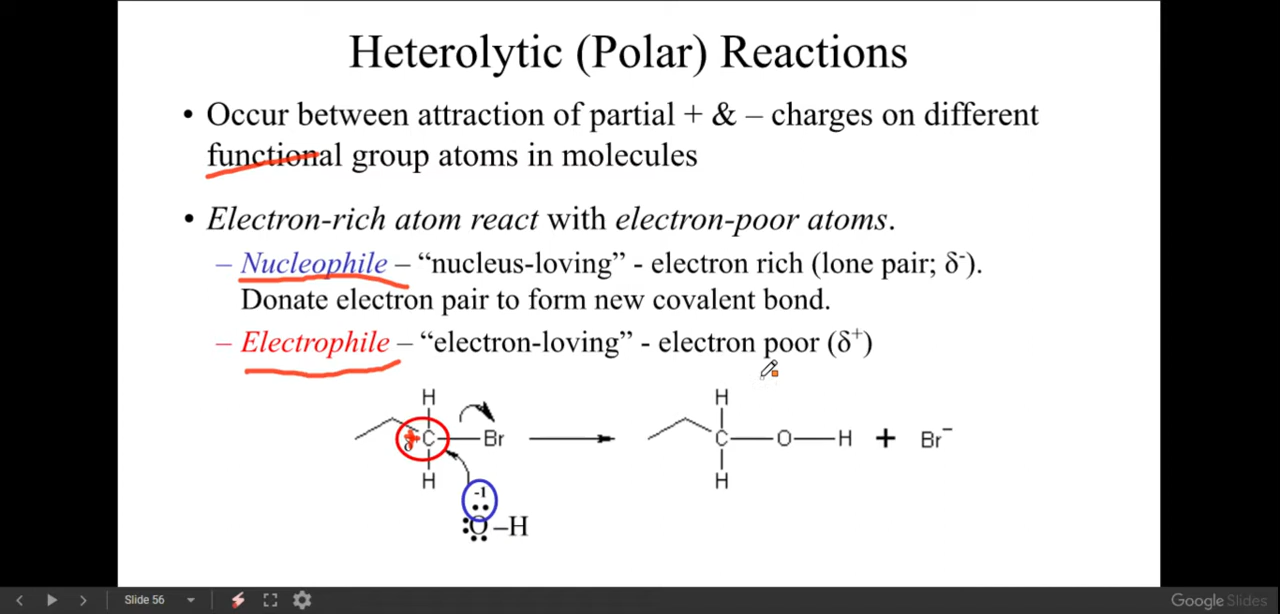 Heterolytic (Polar) Reactions
• Occur between attraction of partial + & – charges on different
functional group atoms in molecules
• Electron-rich atom react with electron-poor atoms.
– Nucleophile – “nucleus-loving” - electron rich (lone pair; δ-).
Donate electron pair to form new covalent bond.
– Electrophile – “electron-loving” - electron poor (δ+)
H H
δ+ C Br C O H + Br–
H H
-1
O–H
Slide 56
Google Slides